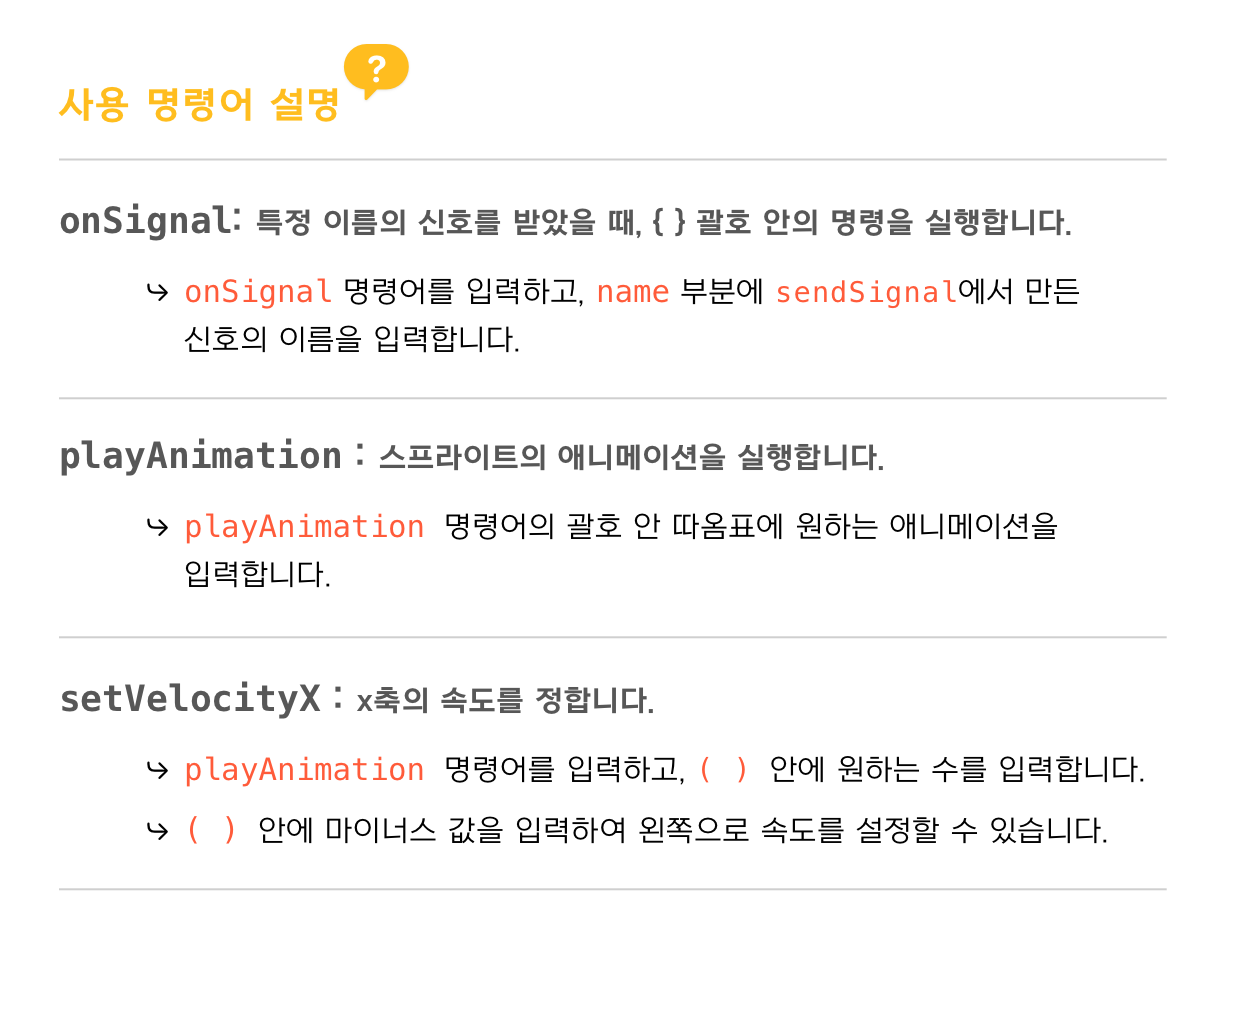 사용 명령어 설명 ?
onSignal: 특정 이름의 신호를 받았을 때, { } 괄호 안의 명령을 실행합니다.
↪ onSignal 명령어를 입력하고, name 부분에 sendSignal에서 만든
신호의 이름을 입력합니다.
playAnimation : 스프라이트의 애니메이션을 실행합니다.
↪ playAnimation 명령어의 괄호 안 따옴표에 원하는 애니메이션을
입력합니다.
setVelocityX : x축의 속도를 정합니다.
↪ playAnimation 명령어를 입력하고, ( ) 안에 원하는 수를 입력합니다.
↪ ( ) 안에 마이너스 값을 입력하여 왼쪽으로 속도를 설정할 수 있습니다.